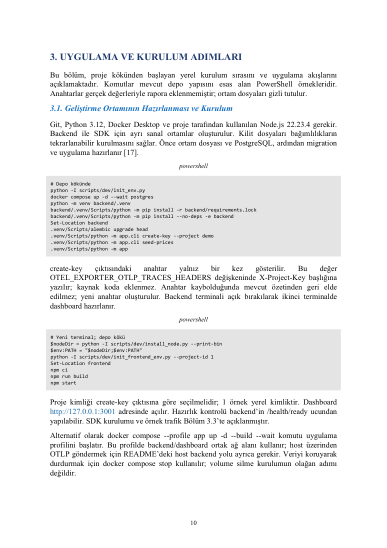 3. UYGULAMA VE KURULUM ADIMLARI
Bu bölüm, proje kökünden başlayan yerel kurulum sırasını ve uygulama akışlarını
açıklamaktadır. Komutlar mevcut depo yapısını esas alan PowerShell örnekleridir.
Anahtarlar gerçek değerleriyle rapora eklenmemiştir; ortam dosyaları gizli tutulur.
3.1. Geliştirme Ortamının Hazırlanması ve Kurulum
Git, Python 3.12, Docker Desktop ve proje tarafından kullanılan Node.js 22.23.4 gerekir.
Backend ile SDK için ayrı sanal ortamlar oluşturulur. Kilit dosyaları bağımlılıkların
tekrarlanabilir kurulmasını sağlar. Önce ortam dosyası ve PostgreSQL, ardından migration
ve uygulama hazırlanır [17].
powershell
# Depo kökünde
python -I scripts/dev/init_env.py
docker compose up -d --wait postgres
python -m venv backend/.venv
backend/.venv/Scripts/python -m pip install -r backend/requirements.lock
backend/.venv/Scripts/python -m pip install --no-deps -e backend
Set-Location backend
.venv/Scripts/alembic upgrade head
.venv/Scripts/python -m app.cli create-key --project demo
.venv/Scripts/python -m app.cli seed-prices
.venv/Scripts/python -m app
create-key çıktısındaki anahtar yalnız bir kez gösterilir. Bu değer
OTEL_EXPORTER_OTLP_TRACES_HEADERS değişkeninde X-Project-Key başlığına
yazılır; kaynak koda eklenmez. Anahtar kaybolduğunda mevcut özetinden geri elde
edilmez; yeni anahtar oluşturulur. Backend terminali açık bırakılarak ikinci terminalde
dashboard hazırlanır.
powershell
# Yeni terminal; depo kökü
$nodeDir = python -I scripts/dev/install_node.py --print-bin
$env:PATH = "$nodeDir;$env:PATH"
python -I scripts/dev/init_frontend_env.py --project-id 1
Set-Location frontend
npm ci
npm run build
npm start
Proje kimliği create-key çıktısına göre seçilmelidir; 1 örnek yerel kimliktir. Dashboard
http://127.0.0.1:3001 adresinde açılır. Hazırlık kontrolü backend'in /health/ready ucundan
yapılabilir. SDK kurulumu ve örnek trafik Bölüm 3.3'te açıklanmıştır.
Alternatif olarak docker compose --profile app up -d --build --wait komutu uygulama
profilini başlatır. Bu profilde backend/dashboard ortak ağ alanı kullanır; host üzerinden
OTLP göndermek için README'deki host backend yolu ayrıca gerekir. Veriyi koruyarak
durdurmak için docker compose stop kullanılır; volume silme kurulumun olağan adımı
değildir.
10